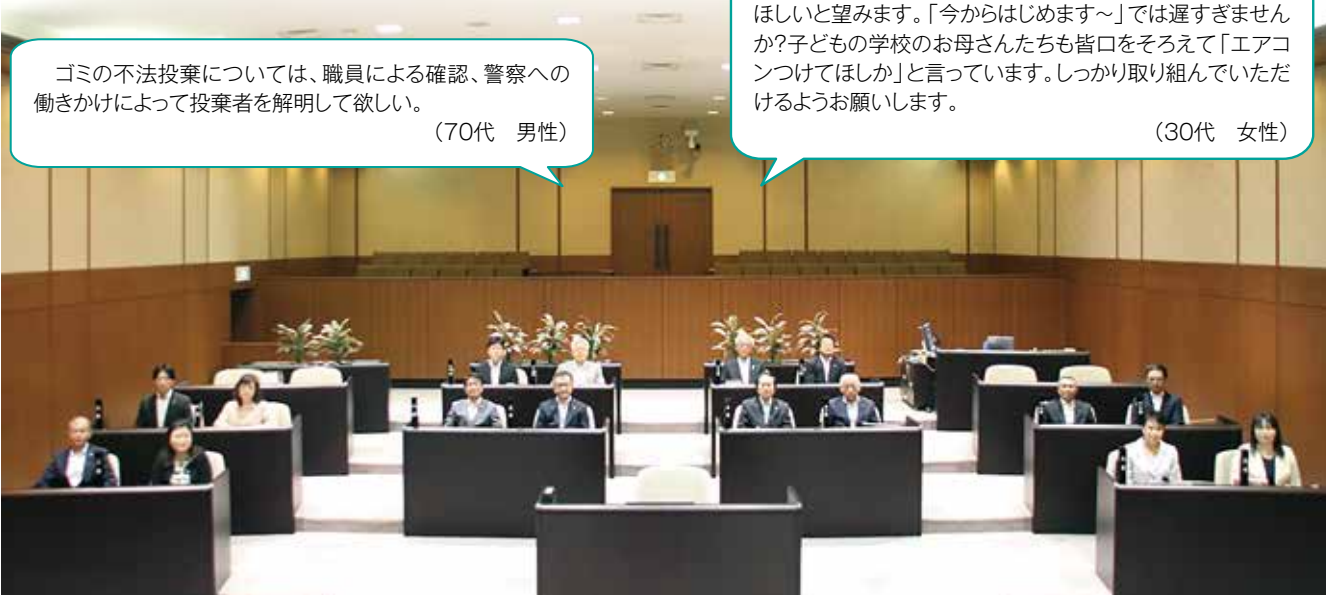 ゴミの不法投棄については、職員による確認、警察への
働きかけによって投棄者を解明して欲しい。
(70代　男性)
ほしいと望みます。「今からはじめます〜」では遅すぎません
か?子どもの学校のお母さんたちも皆口をそろえて「エアコ
ンつけてほしか」と言っています。しっかり取り組んでいただ
けるようお願いします。
(30代　女性)